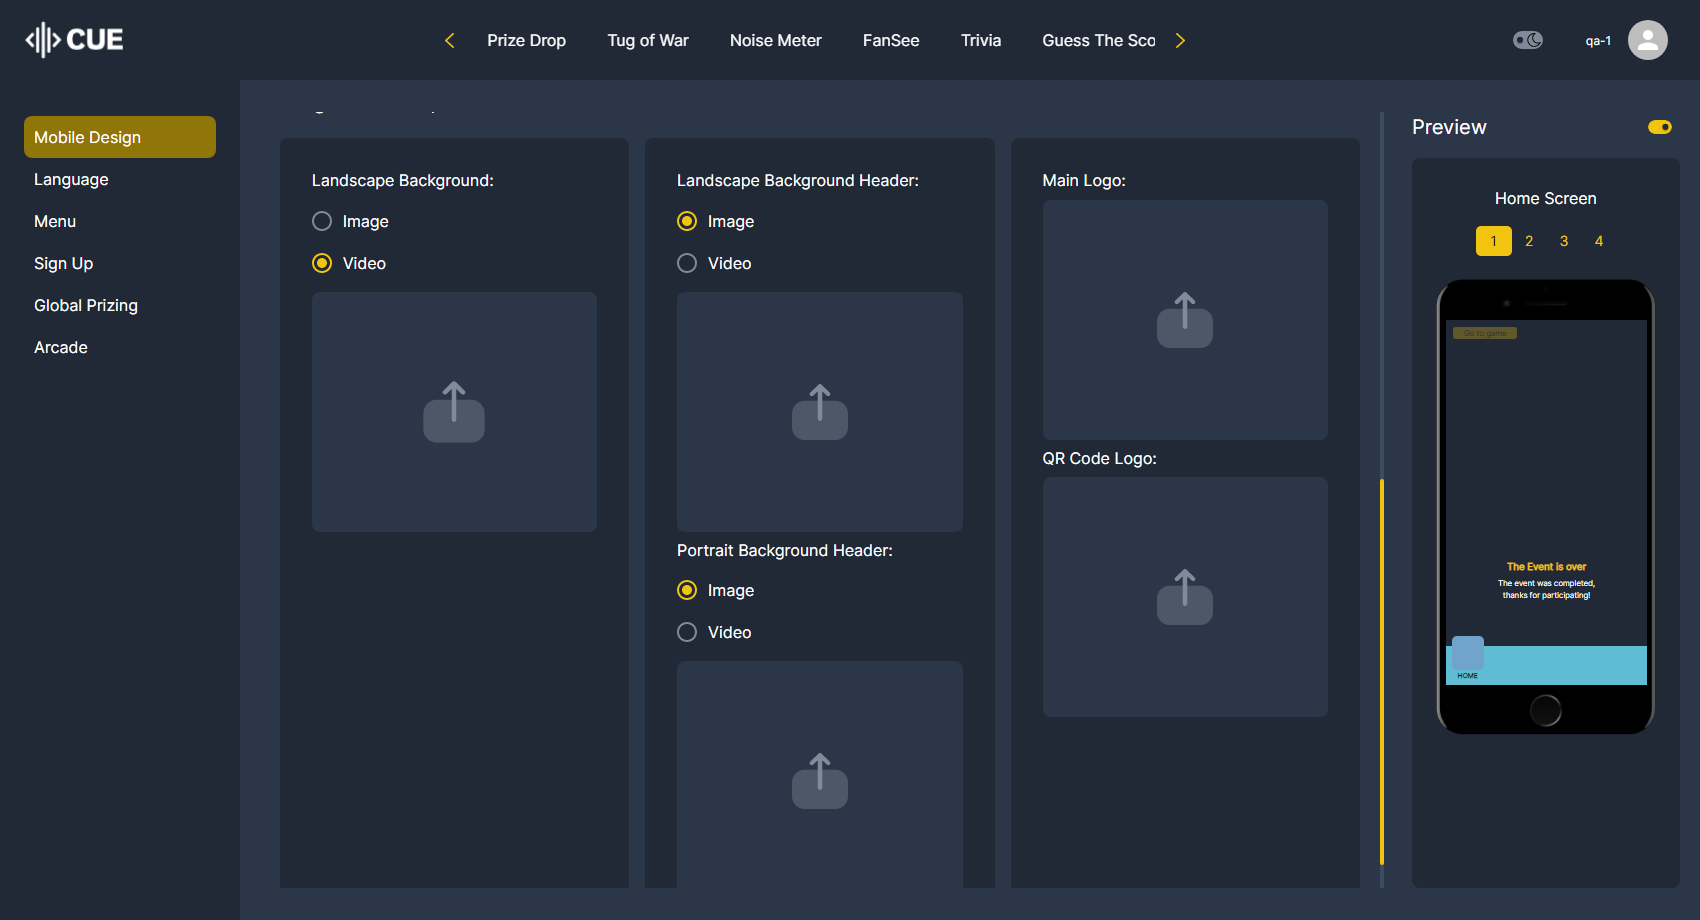 CUE
Prize Drop
Tug of War
Noise Meter
FanSee
Trivia
Guess The Sco
qa-1
Mobile Design
Language
Menu
Sign Up
Global Prizing
Arcade
Landscape Background:
Image
Video
Landscape Background Header:
Image
Video
Portrait Background Header:
Image
Video
Main Logo:
QR Code Logo:
Preview
Home Screen
1 2 3 4
Go to game
The Event is over
The event was completed,
thanks for participating!
HOME